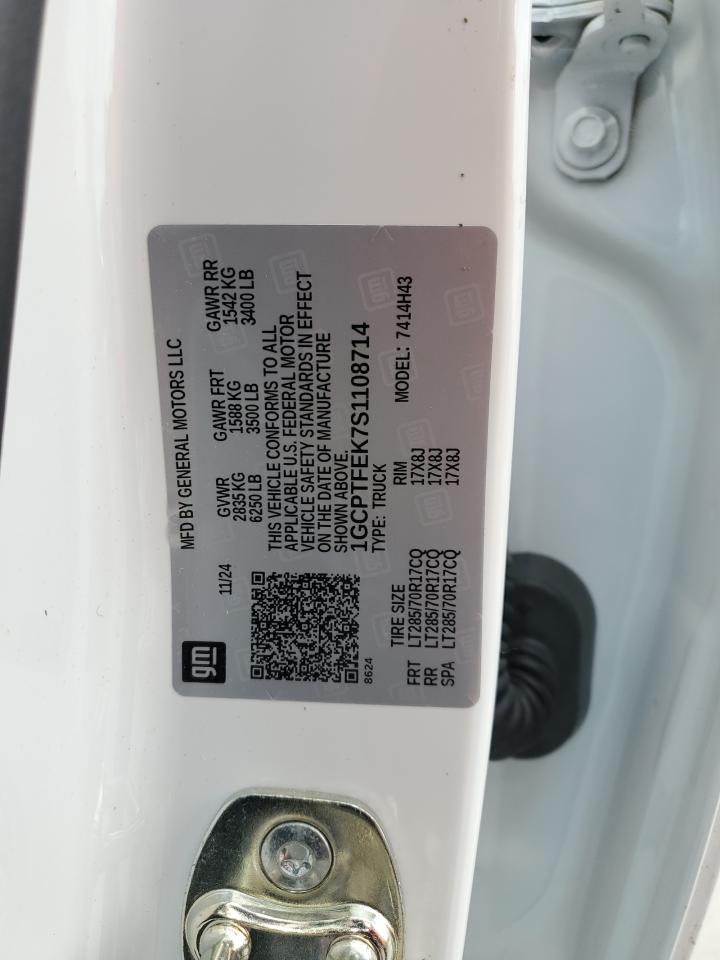 gm
MFD BY GENERAL MOTORS LLC
11/24
GVWR GAWR FRT GAWR RR
2835 KG 1588 KG 1542 KG
6250 LB 3500 LB 3400 LB
THIS VEHICLE CONFORMS TO ALL
APPLICABLE U.S. FEDERAL MOTOR
VEHICLE SAFETY STANDARDS IN EFFECT
ON THE DATE OF MANUFACTURE
SHOWN ABOVE.
1GCPTFEK7S1108714
8624
TYPE: TRUCK MODEL: 7414H43
TIRE SIZE RIM
FRT LT285/70R17CQ 17X8J
RR LT285/70R17CQ 17X8J
SPA LT285/70R17CQ 17X8J